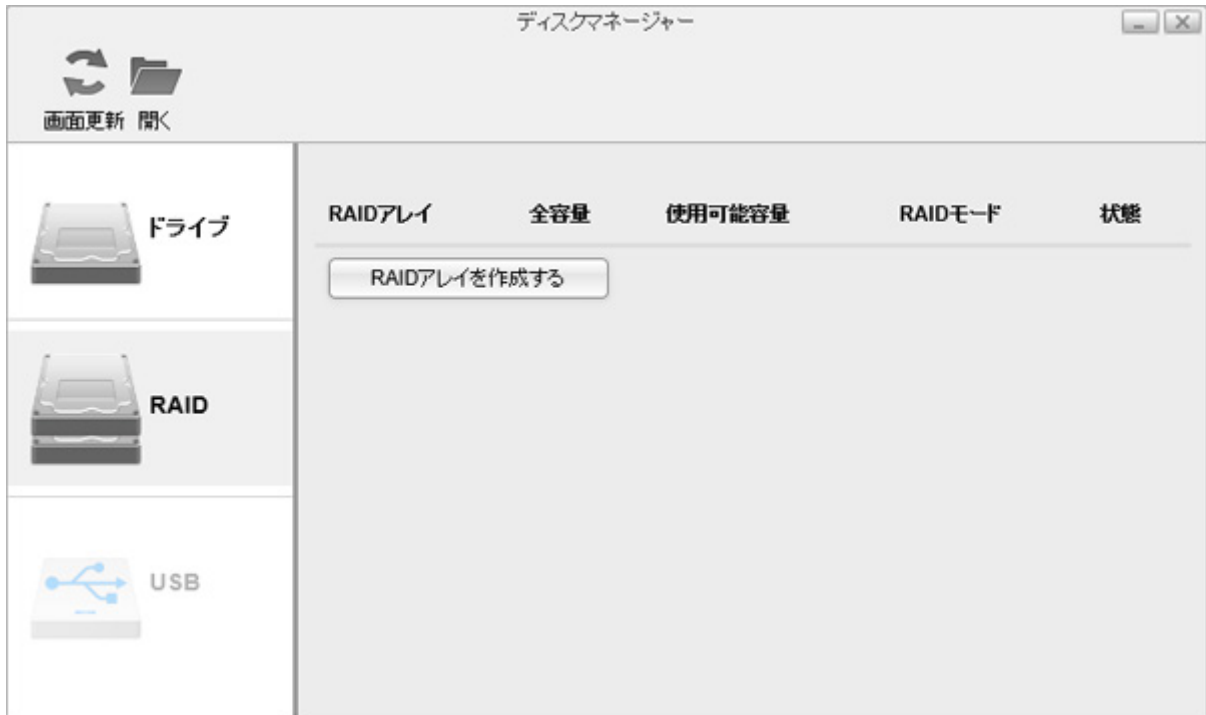 ディスクマネージャー
画面更新 開く
ドライブ
RAID
USB
RAIDアレイ 全容量 使用可能容量 RAIDモード 状態
RAIDアレイを作成する